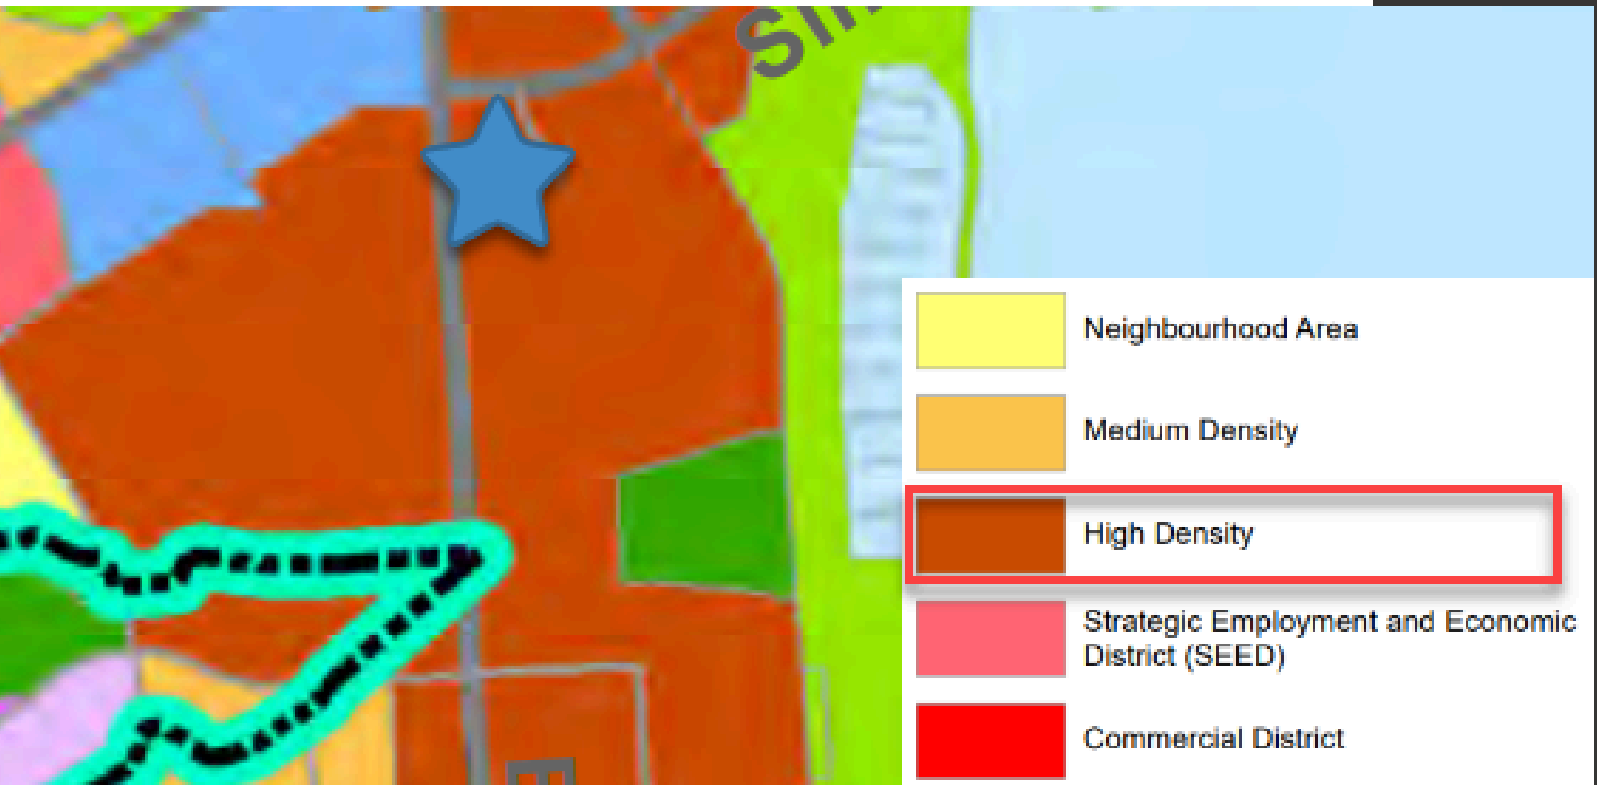 Neighbourhood Area
Medium Density
High Density
Strategic Employment and Economic
District (SEED)
Commercial District